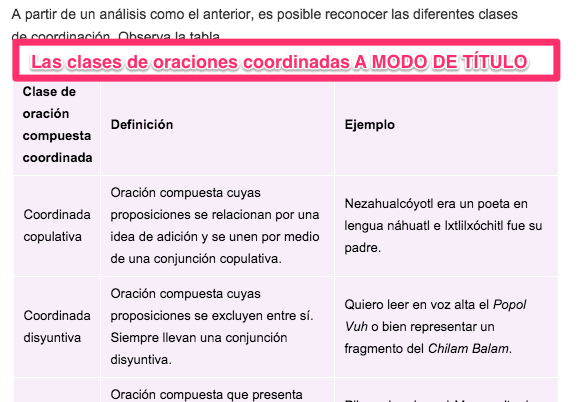 A partir de un análisis como el anterior, es posible reconocer las diferentes clases
de coordinación. Observa la tabla.
Las clases de oraciones coordinadas A MODO DE TÍTULO
Clase de
oración
compuesta
coordinada
Definición
Ejemplo
Coordinada
copulativa
Oración compuesta cuyas
proposiciones se relacionan por una
idea de adición y se unen por medio
de una conjunción copulativa.
Nezahualcóyotl era un poeta en
lengua náhuatl e Ixtlilxóchitl fue su
padre.
Coordinada
disyuntiva
Oración compuesta cuyas
proposiciones se excluyen entre sí.
Siempre llevan una conjunción
disyuntiva.
Quiero leer en voz alta el Popol
Vuh o bien representar un
fragmento del Chilam Balam.
Oración compuesta que presenta